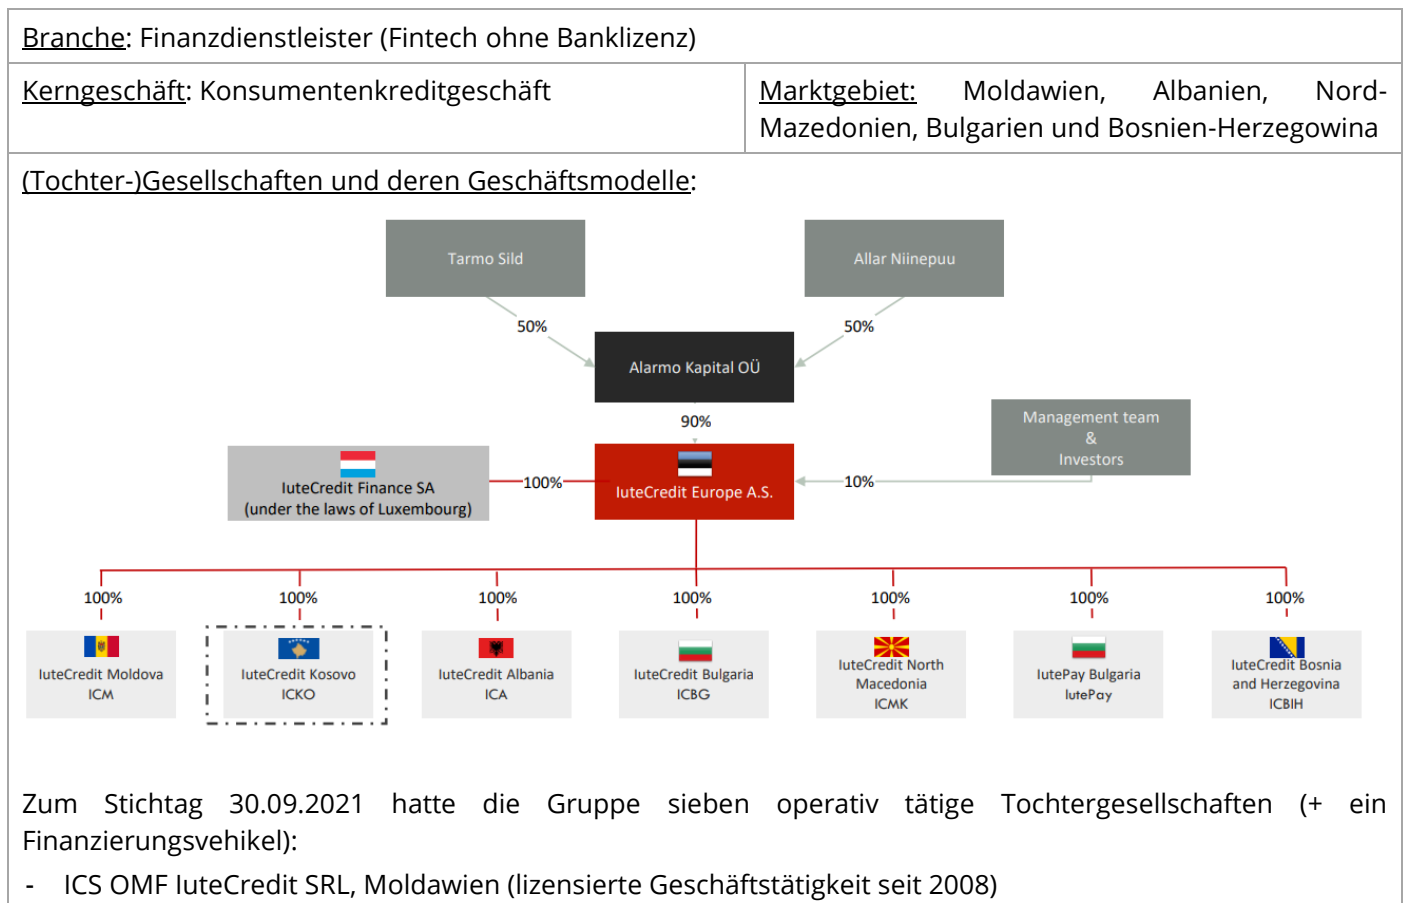 Branche: Finanzdienstleister (Fintech ohne Banklizenz)
Kerngeschäft: Konsumentenkreditgeschäft
Marktgebiet: Moldawien, Albanien, Nord-
Mazedonien, Bulgarien und Bosnien-Herzegowina
(Tochter-)Gesellschaften und deren Geschäftsmodelle:
Tarmo Sild
Allar Niinepuu
50%
50%
Alarmo Kapital OÜ
90%
Management team
&
Investors
IuteCredit Finance SA
(under the laws of Luxembourg)
100%
IuteCredit Europe A.S.
10%
100%
100%
100%
100%
100%
100%
100%
IuteCredit Moldova
ICM
IuteCredit Kosovo
ICKO
IuteCredit Albania
ICA
IuteCredit Bulgaria
ICBG
IuteCredit North
Macedonia
ICMK
IutePay Bulgaria
IutePay
IuteCredit Bosnia
and Herzegovina
ICBIH
Zum Stichtag 30.09.2021 hatte die Gruppe sieben operativ tätige Tochtergesellschaften (+ ein
Finanzierungsvehikel):
- ICS OMF IuteCredit SRL, Moldawien (lizensierte Geschäftstätigkeit seit 2008)